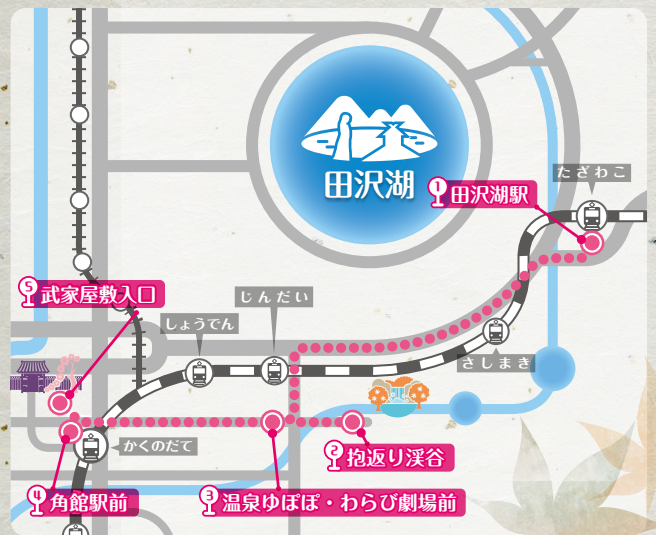 田沢湖
1 田沢湖駅
たざわこ
5 武家屋敷入口
じんだい
しょうでん
さしまき
かくのだて
2 抱返り渓谷
4 角館駅前
3 温泉ゆぽぽ・わらび劇場前